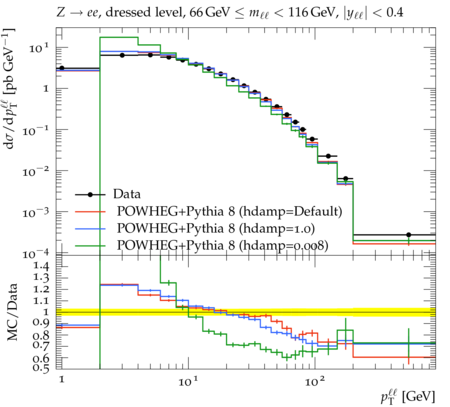 Z → ee, dressed level, 66 GeV ≤ mℓℓ < 116 GeV, |yℓℓ| < 0.4
dσ/dpTℓℓ [pb GeV⁻¹]
10¹
1
10⁻¹
10⁻²
10⁻³
10⁻⁴
Data
POWHEG+Pythia 8 (hdamp=Default)
POWHEG+Pythia 8 (hdamp=1.0)
POWHEG+Pythia 8 (hdamp=0.008)
MC/Data
1.4
1.3
1.2
1.1
1
0.9
0.8
0.7
0.6
0.5
1
10¹
10²
pTℓℓ [GeV]